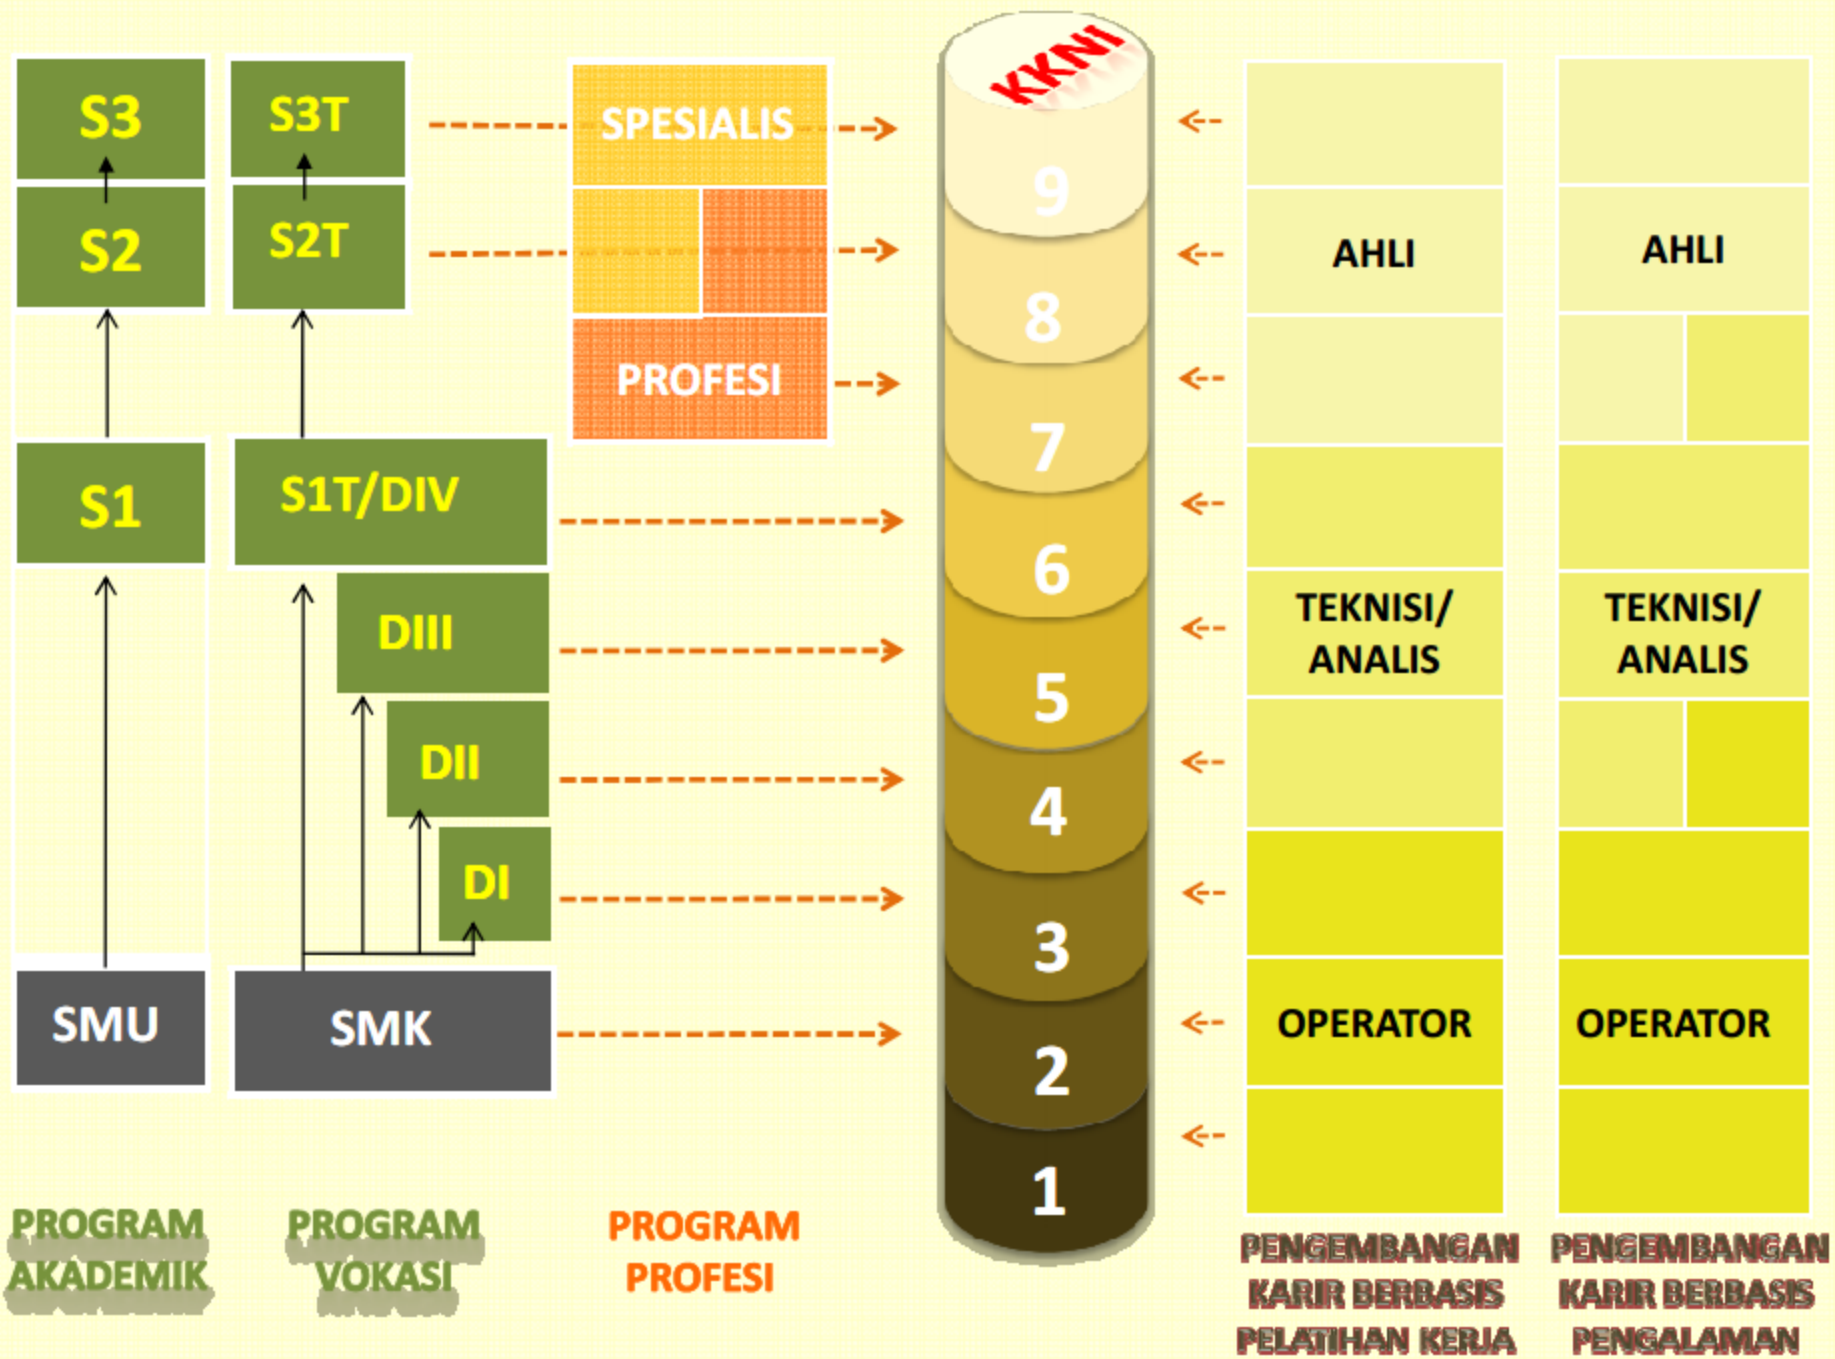 S3
S2
S1
SMU
PROGRAM
AKADEMIK
S3T
S2T
S1T/DIV
DIII
DII
DI
SMK
PROGRAM
VOKASI
SPESIALIS
PROFESI
PROGRAM
PROFESI
KKNI
9
8
7
6
5
4
3
2
1
AHLI
TEKNISI/
ANALIS
OPERATOR
PENGEMBANGAN
KARIR BERBASIS
PELATIHAN KERJA
AHLI
TEKNISI/
ANALIS
OPERATOR
PENGEMBANGAN
KARIR BERBASIS
PENGALAMAN